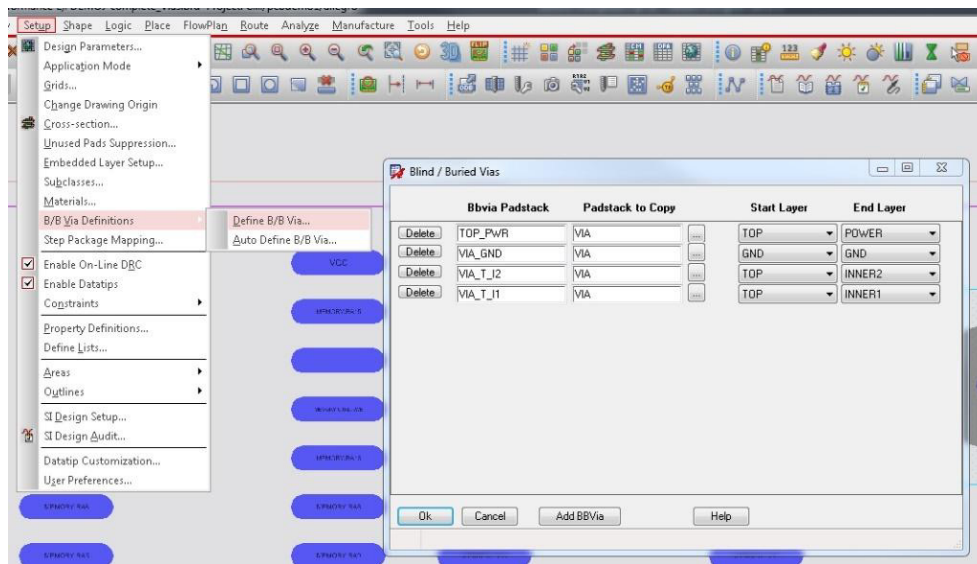 Setup Shape Logic Place FlowPlan Route Analyze Manufacture Tools Help
Design Parameters...
Application Mode
Grids...
Change Drawing Origin
Cross-section...
Unused Pads Suppression...
Embedded Layer Setup...
Subclasses...
Materials...
B/B Via Definitions
Step Package Mapping...
Enable On-Line DRC
Enable Datatips
Constraints
Property Definitions...
Define Lists...
Areas
Outlines
SI Design Setup...
SI Design Audit...
Datatip Customization...
User Preferences...
Define B/B Via...
Auto Define B/B Via...
VCC
Blind / Buried Vias
Bbvia Padstack Padstack to Copy Start Layer End Layer
Delete TOP_PWR VIA ... TOP POWER
Delete VIA_GND VIA ... GND GND
Delete VIA_T_I2 VIA ... TOP INNER2
Delete VIA_T_I1 VIA ... TOP INNER1
Ok Cancel Add BBVia Help